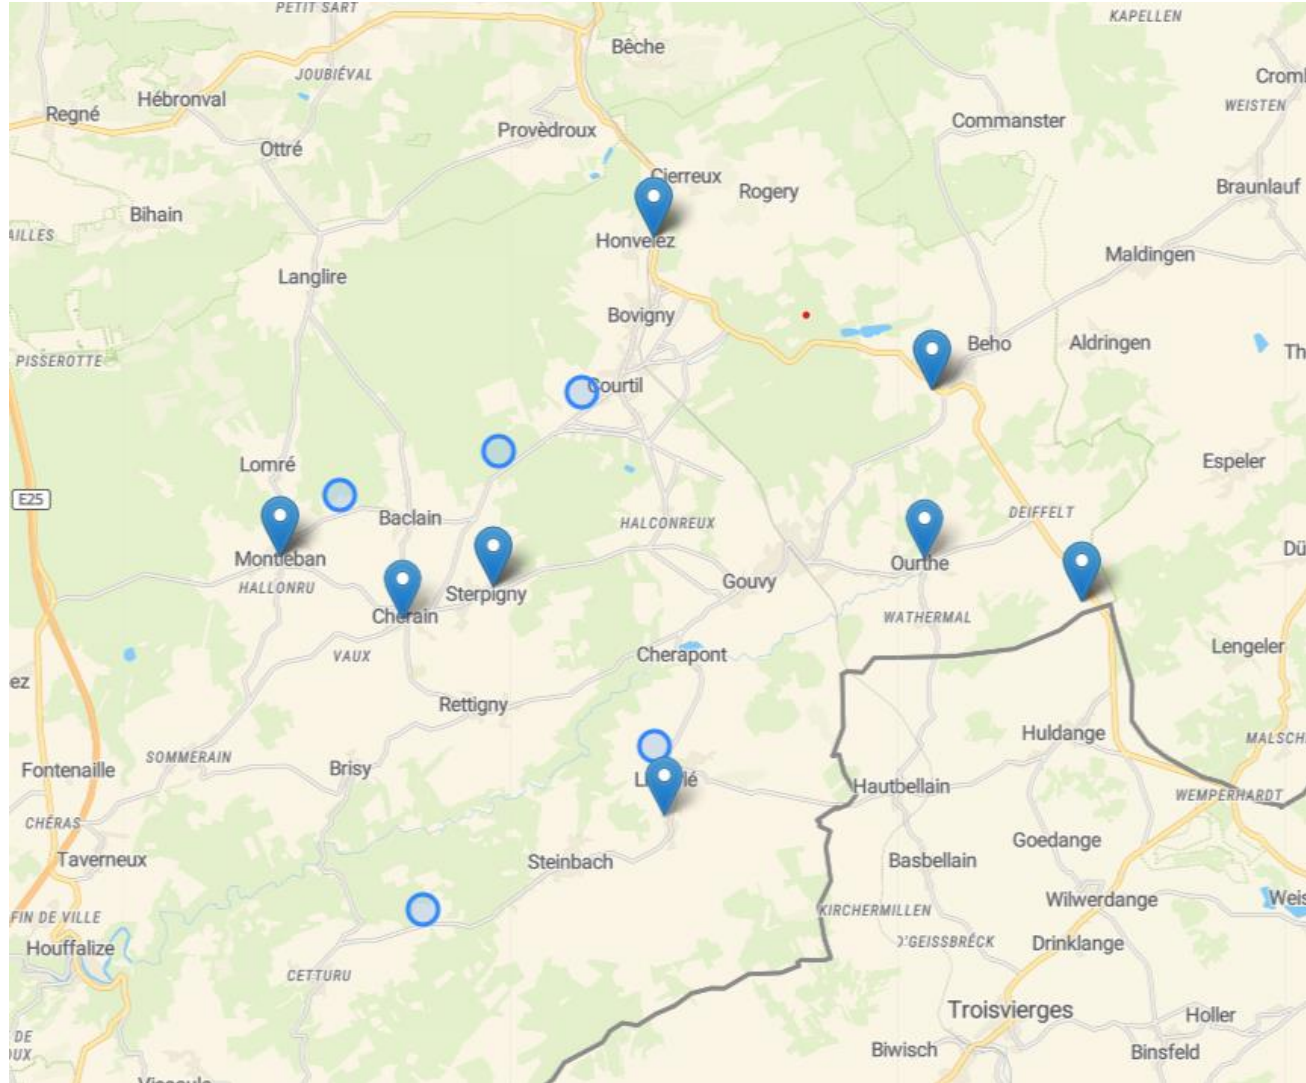 PETIT SART
KAPELLEN
Bêche
JOUBIÉVAL
Hébronval
Regné
WEISTEN
Commanster
Provèdroux
Ottré
Cierreux
Rogery
Braunlauf
Bihain
Honvelez
Maldingen
Langlire
Bovigny
Beho
Aldringen
PISSEROTTE
Courtil
Lomré
Espeler
E25
Baclain
HALCONREUX
DEIFFELT
Montleban
HALLONRU
Sterpigny
Gouvy
Ourthe
Cherain
WATHERMAL
VAUX
Cherapont
Lengeler
Rettigny
Huldange
SOMMERAIN
Fontenaille
Brisy
Hautbellain
WEMPERHARDT
CHÉRAS
Goedange
Taverneux
Steinbach
Basbellain
Wilwerdange
FIN DE VILLE
KIRCHERMILLEN
Houffalize
D'GEISSBRÉCK
Drinklange
CETTURU
Troisvierges
Holler
Biwisch
Binsfeld